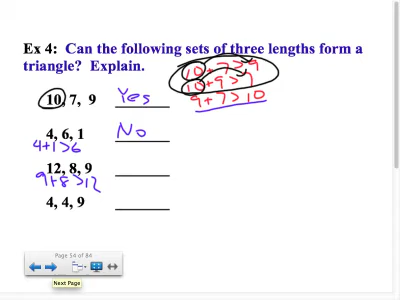 Ex 4: Can the following sets of three lengths form a
triangle? Explain.
10 + 7 > 9
10 + 9 > 7
9 + 7 > 10
10, 7, 9 Yes
4, 6, 1 No
4+1>6
12, 8, 9
9+8>12
4, 4, 9
Page 54 of 84
Next Page